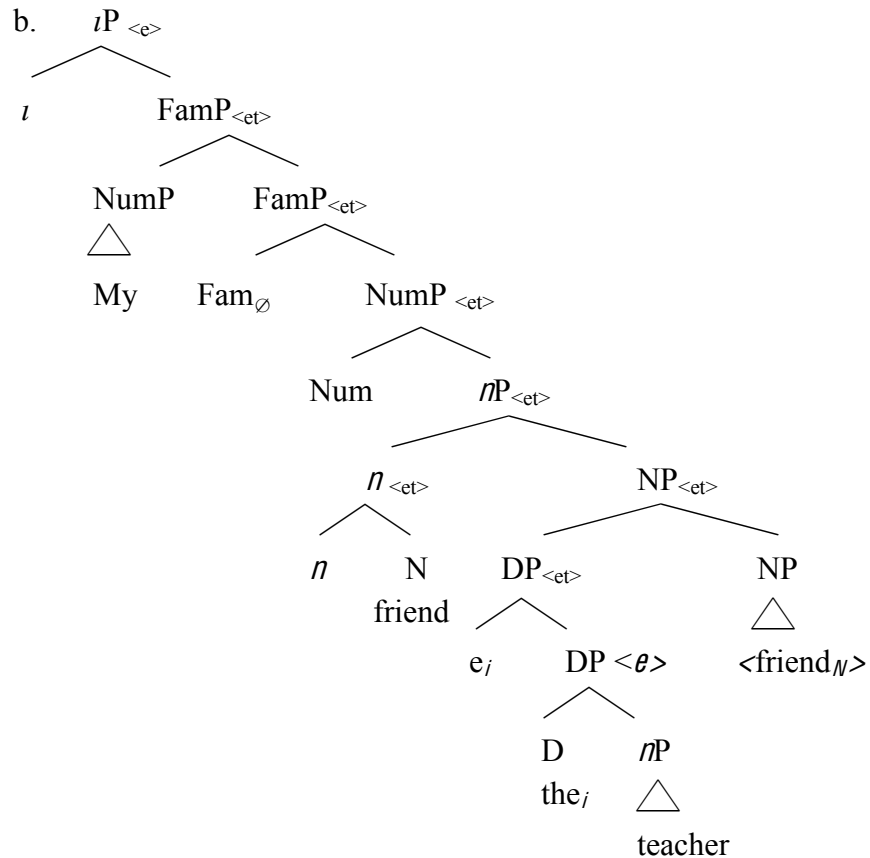 b. ιP <e>
ι FamP<et>
NumP FamP<et>
My Fam∅ NumP <et>
Num nP<et>
n <et> NP<et>
n N DP<et> NP
friend
eᵢ DP <e> <friend_N>
D nP
theᵢ
teacher